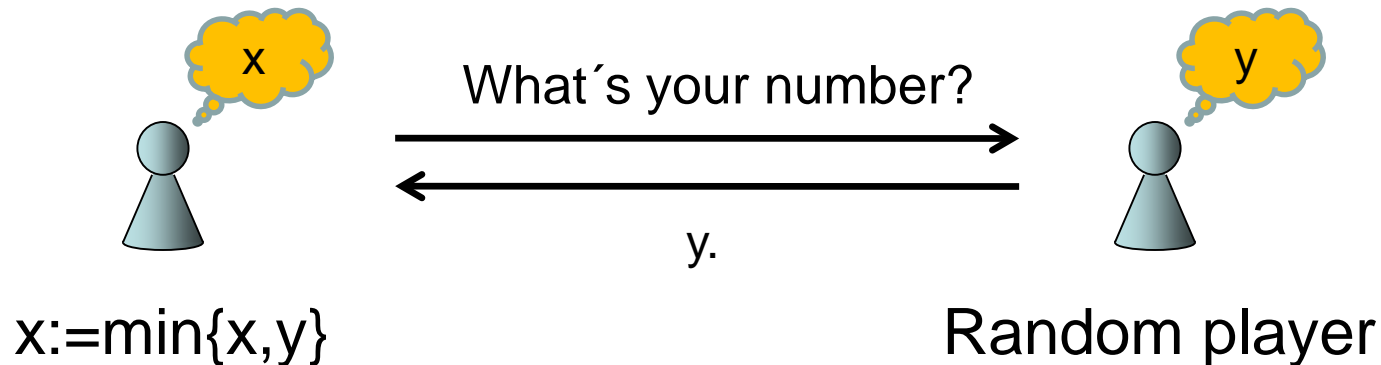 x
y
What´s your number?
y.
x:=min{x,y}
Random player